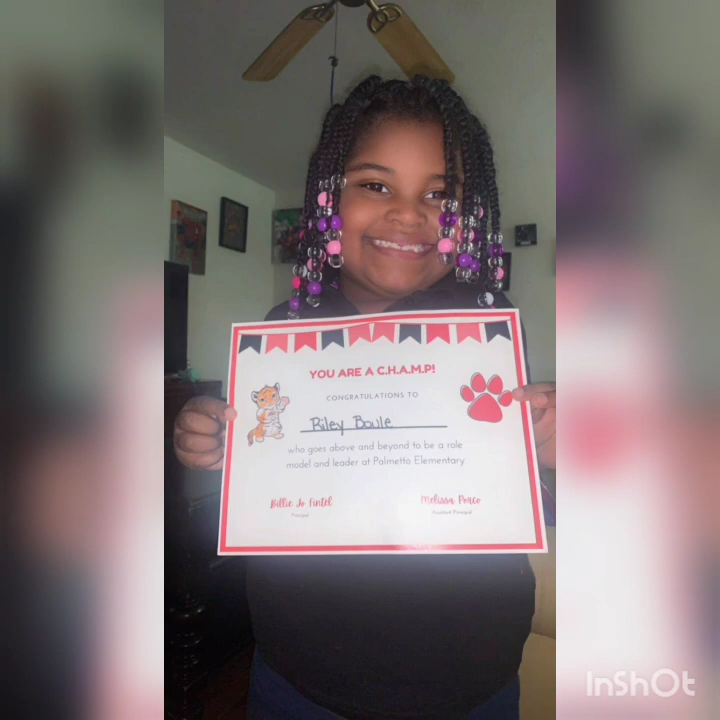 YOU ARE A C.H.A.M.P!
CONGRATULATIONS TO
Riley Boule
who goes above and beyond to be a role
model and leader at Palmetto Elementary
Billie Jo Fintel
Melissa Porco
Principal
Assistant Principal
InShOt